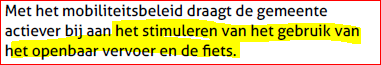 Met het mobiliteitsbeleid draagt de gemeente
actiever bij aan het stimuleren van het gebruik van
het openbaar vervoer en de fiets.